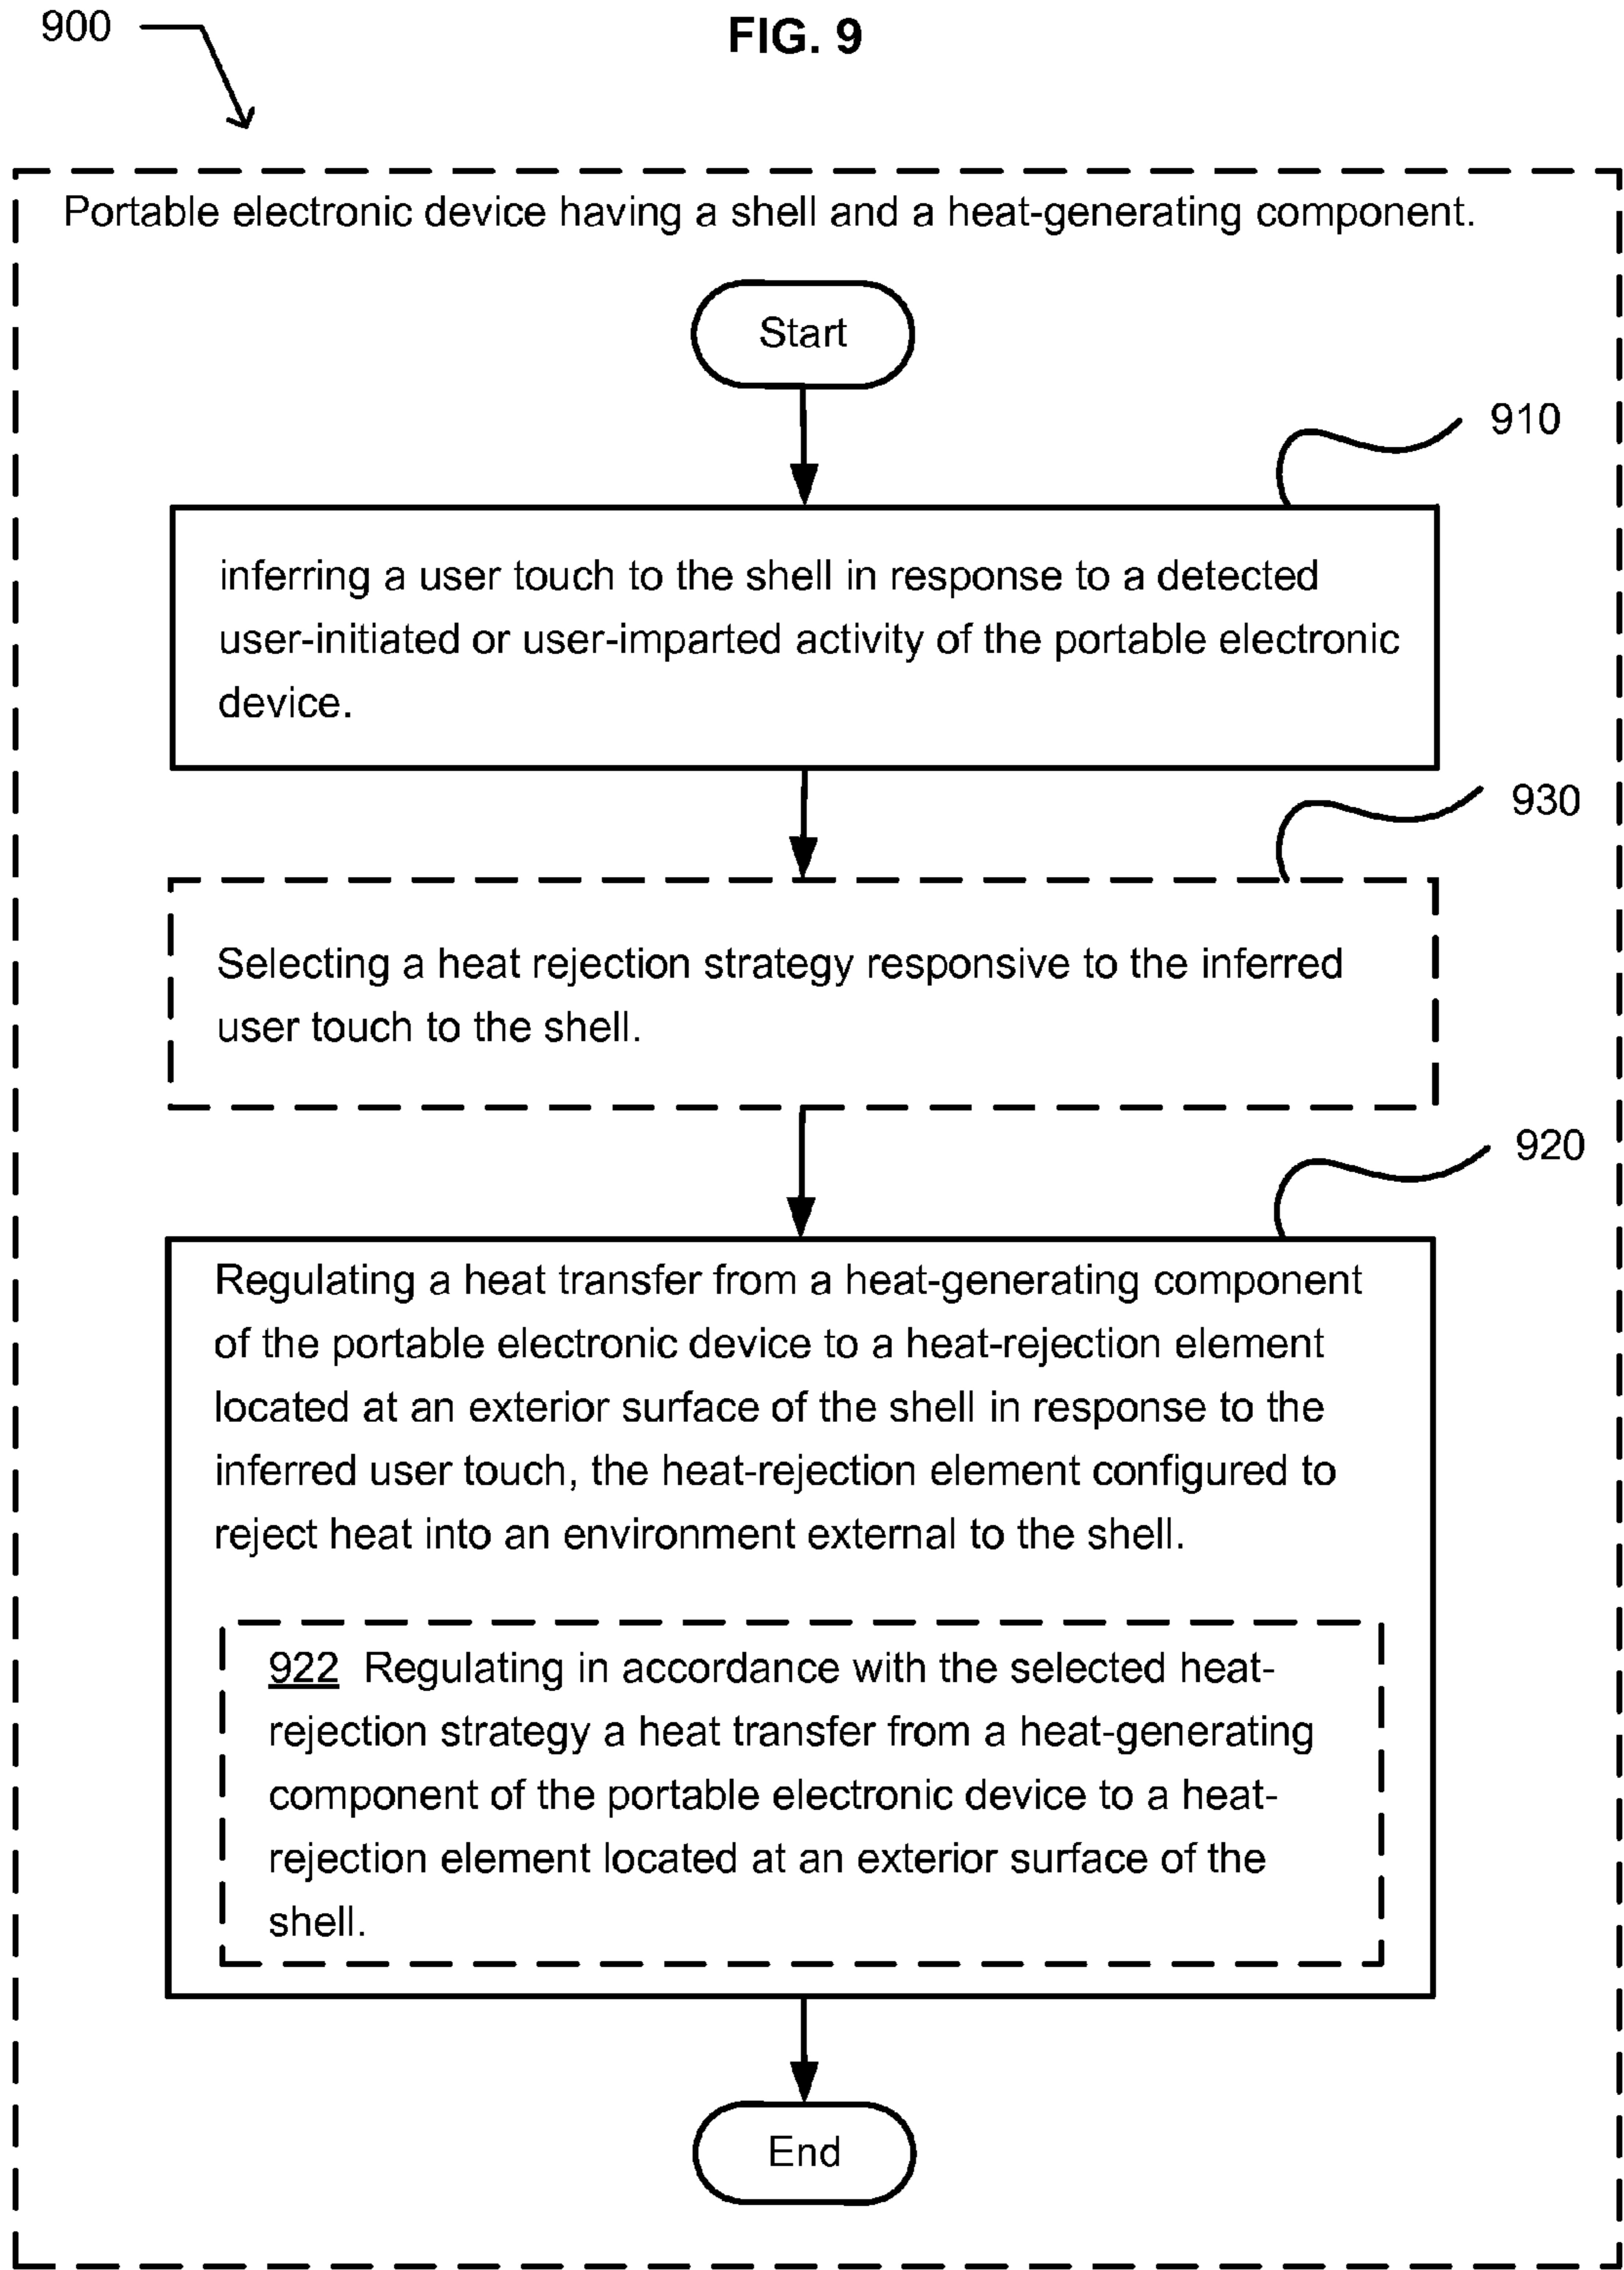 900
FIG. 9
Portable electronic device having a shell and a heat-generating component.
Start
910
inferring a user touch to the shell in response to a detected
user-initiated or user-imparted activity of the portable electronic
device.
930
Selecting a heat rejection strategy responsive to the inferred
user touch to the shell.
920
Regulating a heat transfer from a heat-generating component
of the portable electronic device to a heat-rejection element
located at an exterior surface of the shell in response to the
inferred user touch, the heat-rejection element configured to
reject heat into an environment external to the shell.
922 Regulating in accordance with the selected heat-
rejection strategy a heat transfer from a heat-generating
component of the portable electronic device to a heat-
rejection element located at an exterior surface of the
shell.
End